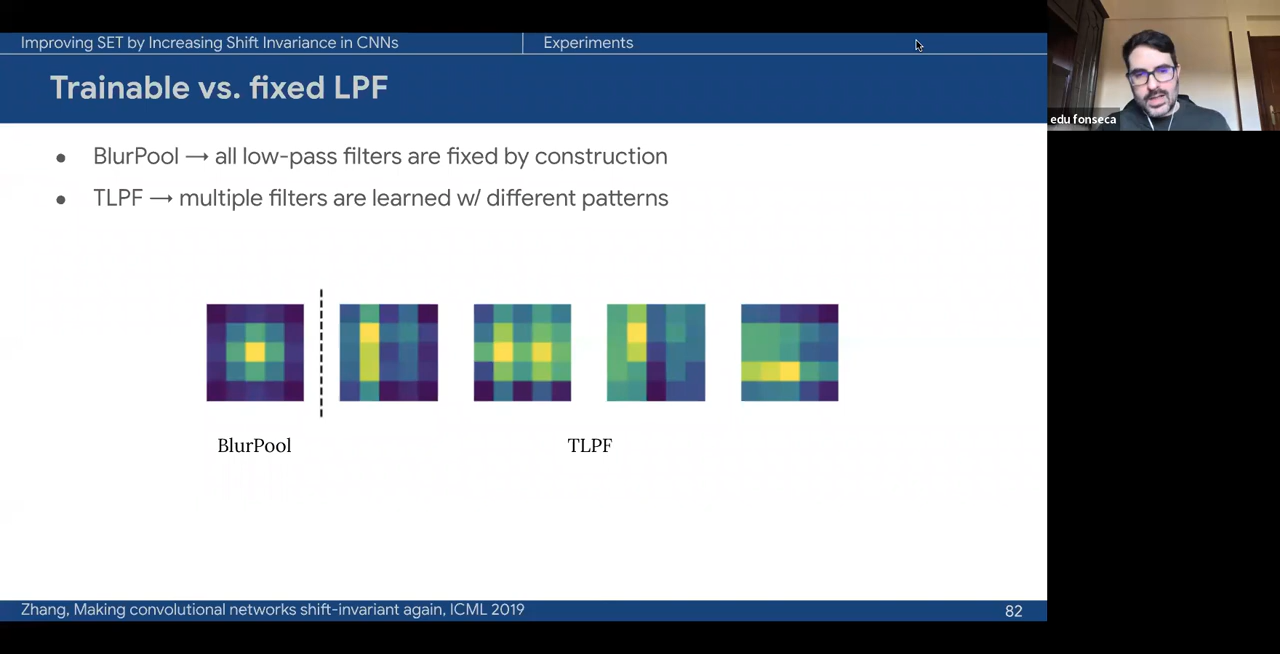 Improving SET by Increasing Shift Invariance in CNNs
Experiments
Trainable vs. fixed LPF
edu fonseca
● BlurPool → all low-pass filters are fixed by construction
● TLPF → multiple filters are learned w/ different patterns
BlurPool
TLPF
Zhang, Making convolutional networks shift-invariant again, ICML 2019
82